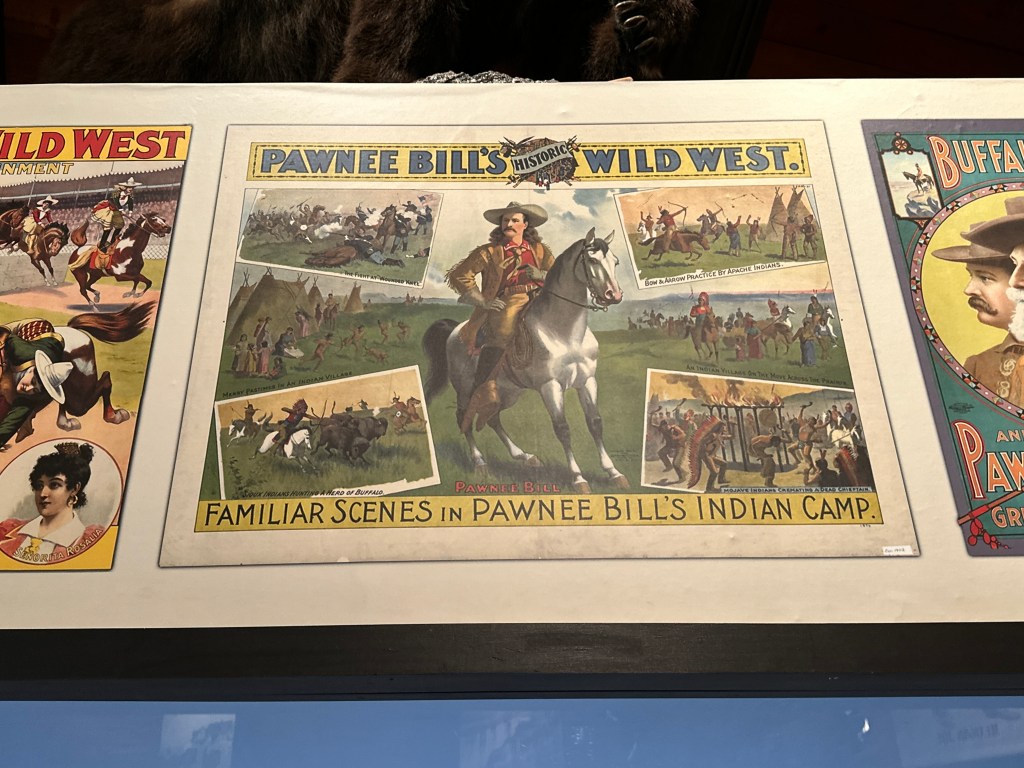 WILD WEST
NMENT
SENORITA ROSALIA
PAWNEE BILL'S HISTORIC WILD WEST.
THE FIGHT AT WOUNDED KNEE.
BOW & ARROW PRACTICE BY APACHE INDIANS.
MERRY PASTIMES IN AN INDIAN VILLAGE
AN INDIAN VILLAGE ON THE MOVE ACROSS THE PRAIRIE
SIOUX INDIANS HUNTING A HERD OF BUFFALO.
PAWNEE BILL
MOJAVE INDIANS CREMATING A DEAD CHIEFTAIN
FAMILIAR SCENES IN PAWNEE BILL'S INDIAN CAMP.
BUFFA
AN
PAW
GR